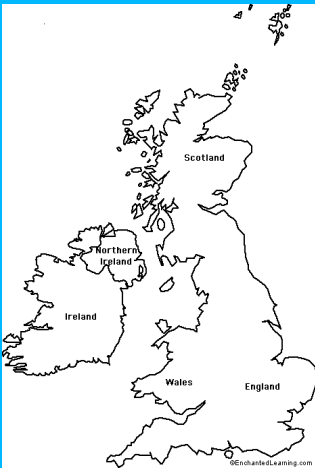 Scotland
Northern
Ireland
Ireland
Wales
England
©EnchantedLearning.com